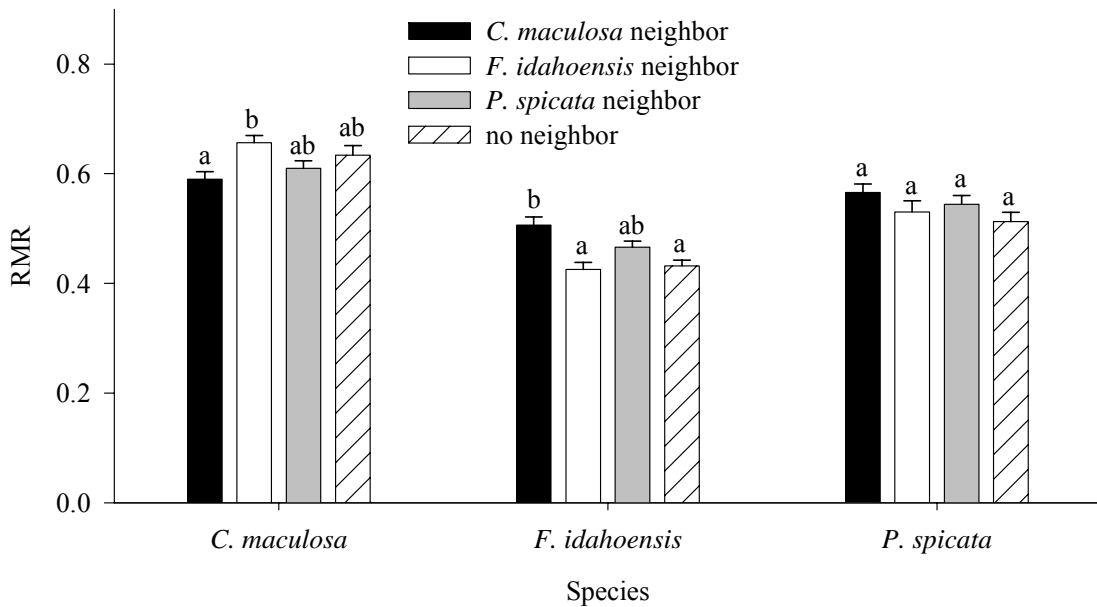 C. maculosa neighbor
F. idahoensis neighbor
P. spicata neighbor
no neighbor
0.8
0.6
0.4
0.2
0.0
RMR
a
b
ab
ab
b
a
ab
a
a
a
a
a
C. maculosa
F. idahoensis
P. spicata
Species